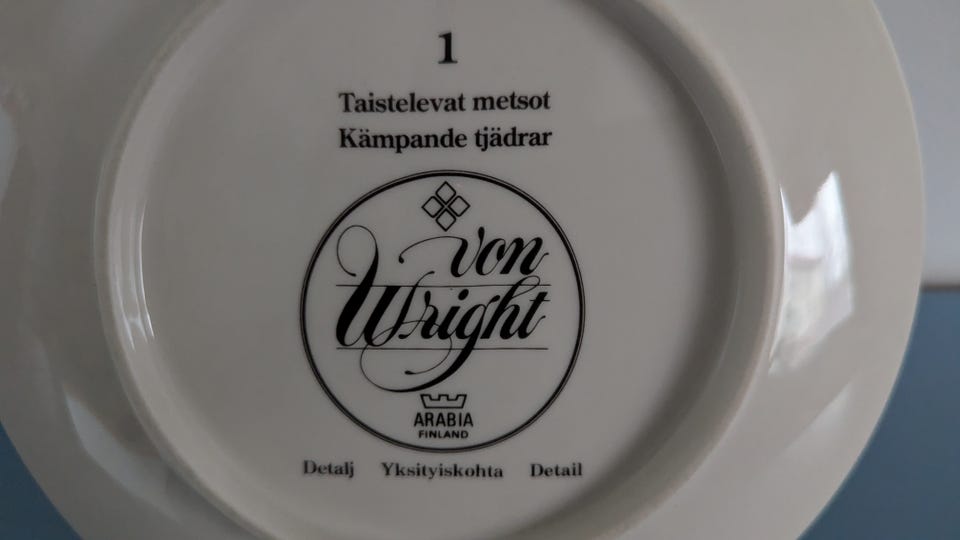 1
Taistelevat metsot
Kämpande tjädrar
von
Wright
ARABIA
FINLAND
Detalj Yksityiskohta Detail